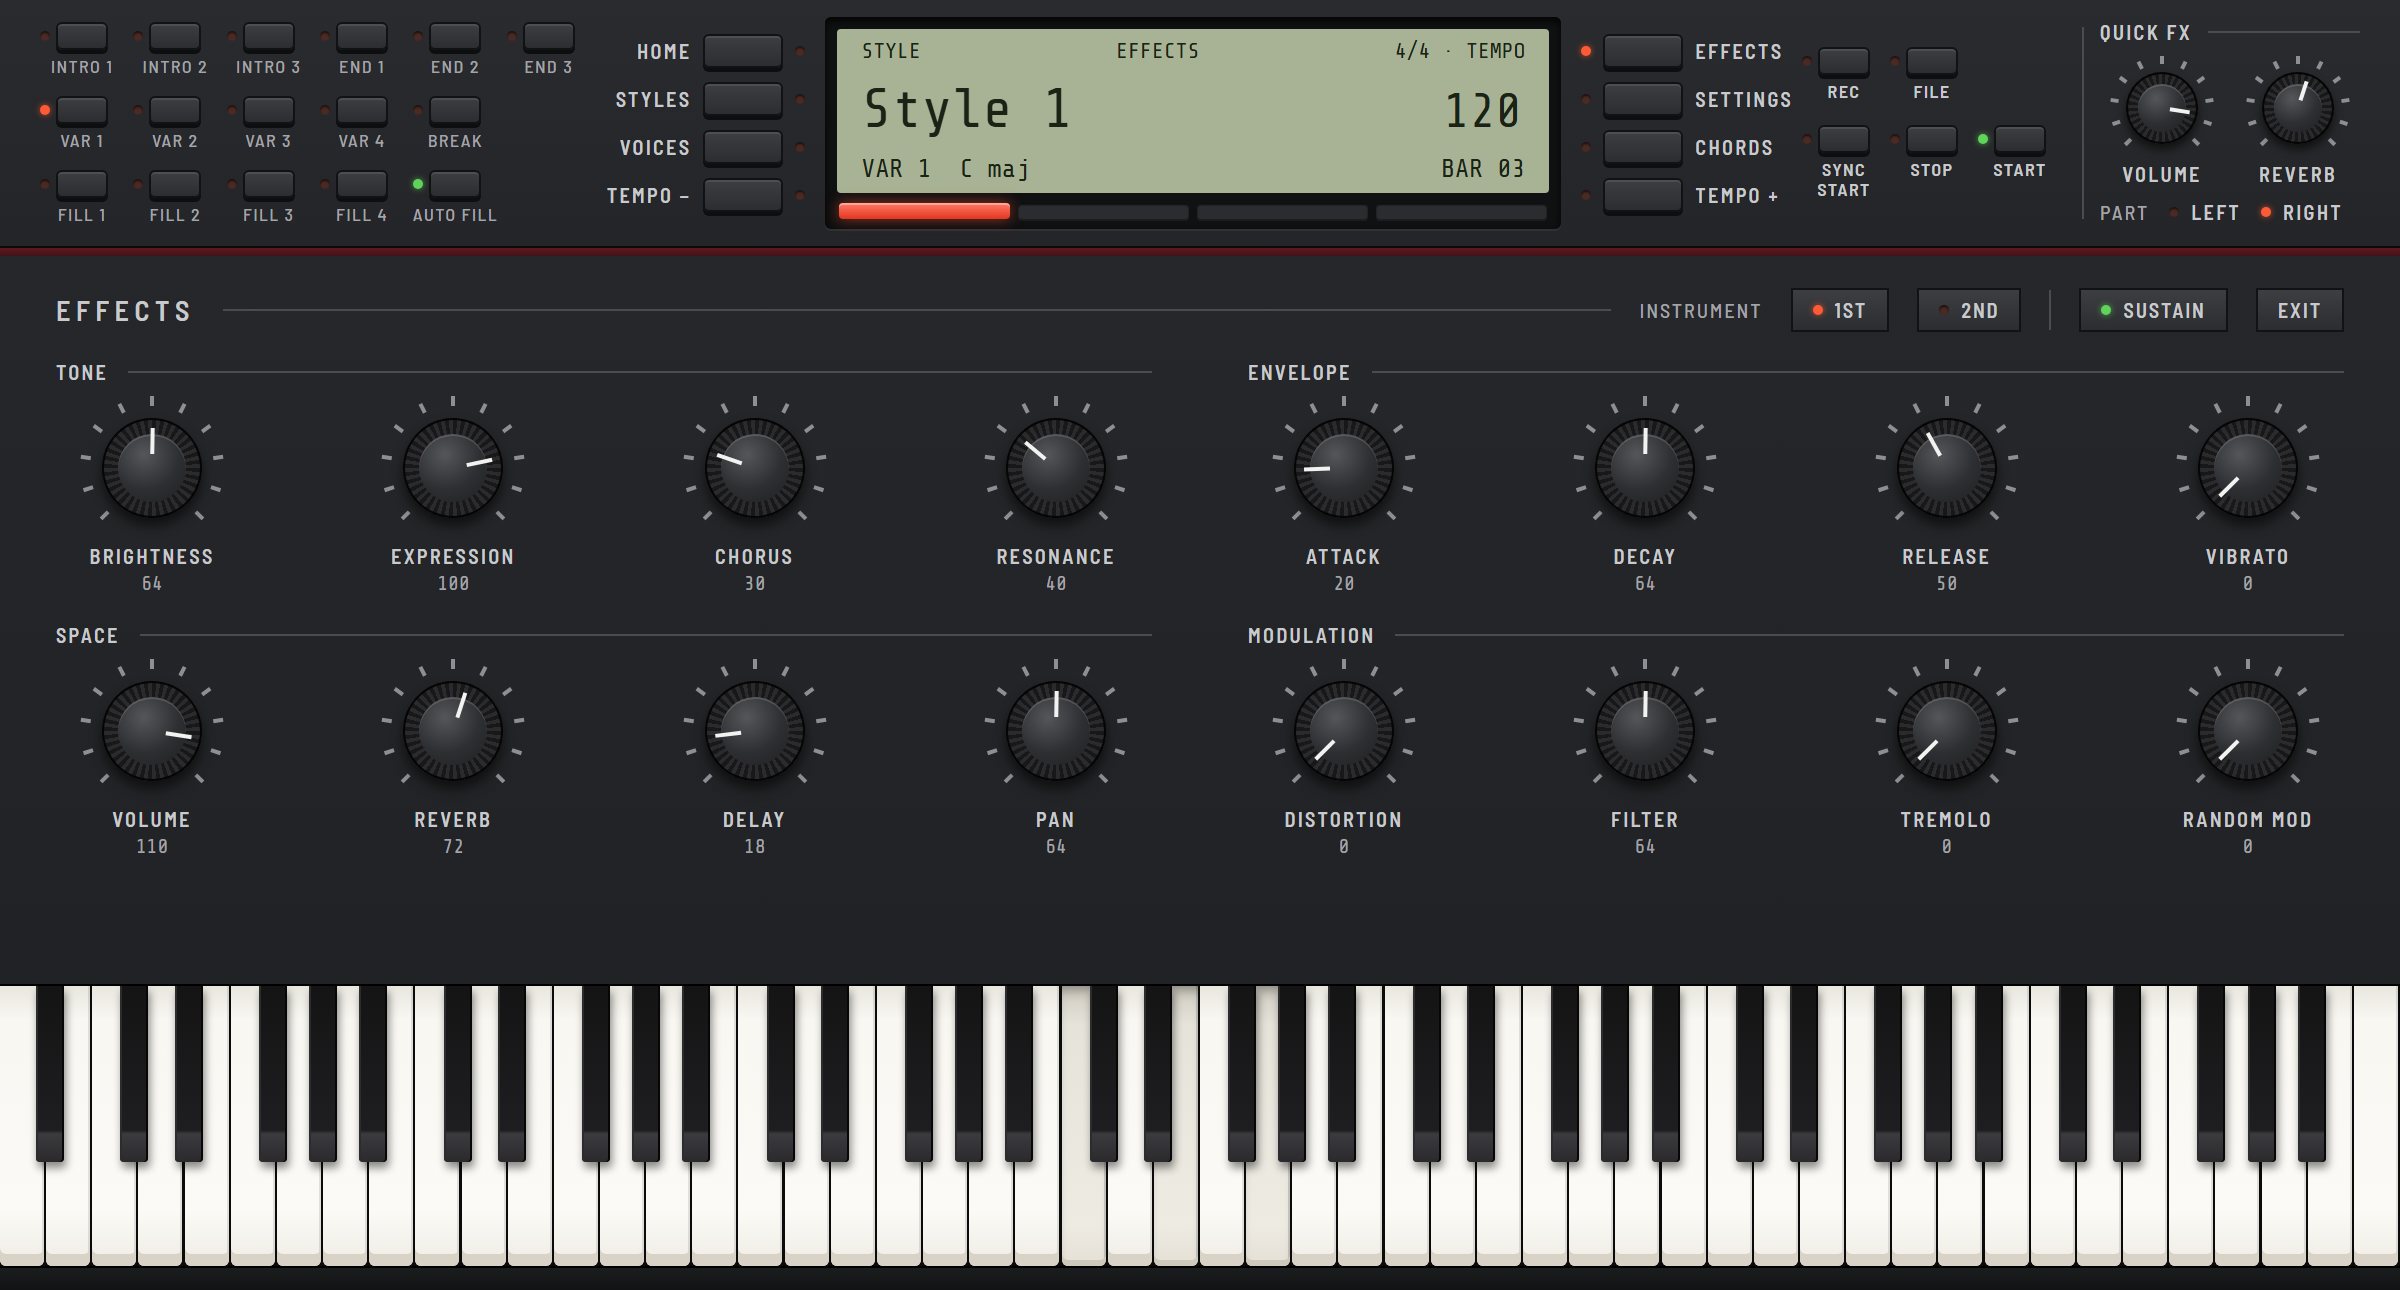 INTRO 1 INTRO 2 INTRO 3 END 1 END 2 END 3
VAR 1 VAR 2 VAR 3 VAR 4 BREAK
FILL 1 FILL 2 FILL 3 FILL 4 AUTO FILL
HOME
STYLES
VOICES
TEMPO –
STYLE EFFECTS 4/4 · TEMPO
Style 1 120
VAR 1 C maj BAR 03
EFFECTS
SETTINGS
CHORDS
TEMPO +
REC FILE
SYNC START STOP START
QUICK FX
VOLUME REVERB
PART LEFT RIGHT
EFFECTS INSTRUMENT 1ST 2ND SUSTAIN EXIT
TONE
BRIGHTNESS EXPRESSION CHORUS RESONANCE
64 100 30 40
ENVELOPE
ATTACK DECAY RELEASE VIBRATO
20 64 50 0
SPACE
VOLUME REVERB DELAY PAN
110 72 18 64
MODULATION
DISTORTION FILTER TREMOLO RANDOM MOD
0 64 0 0